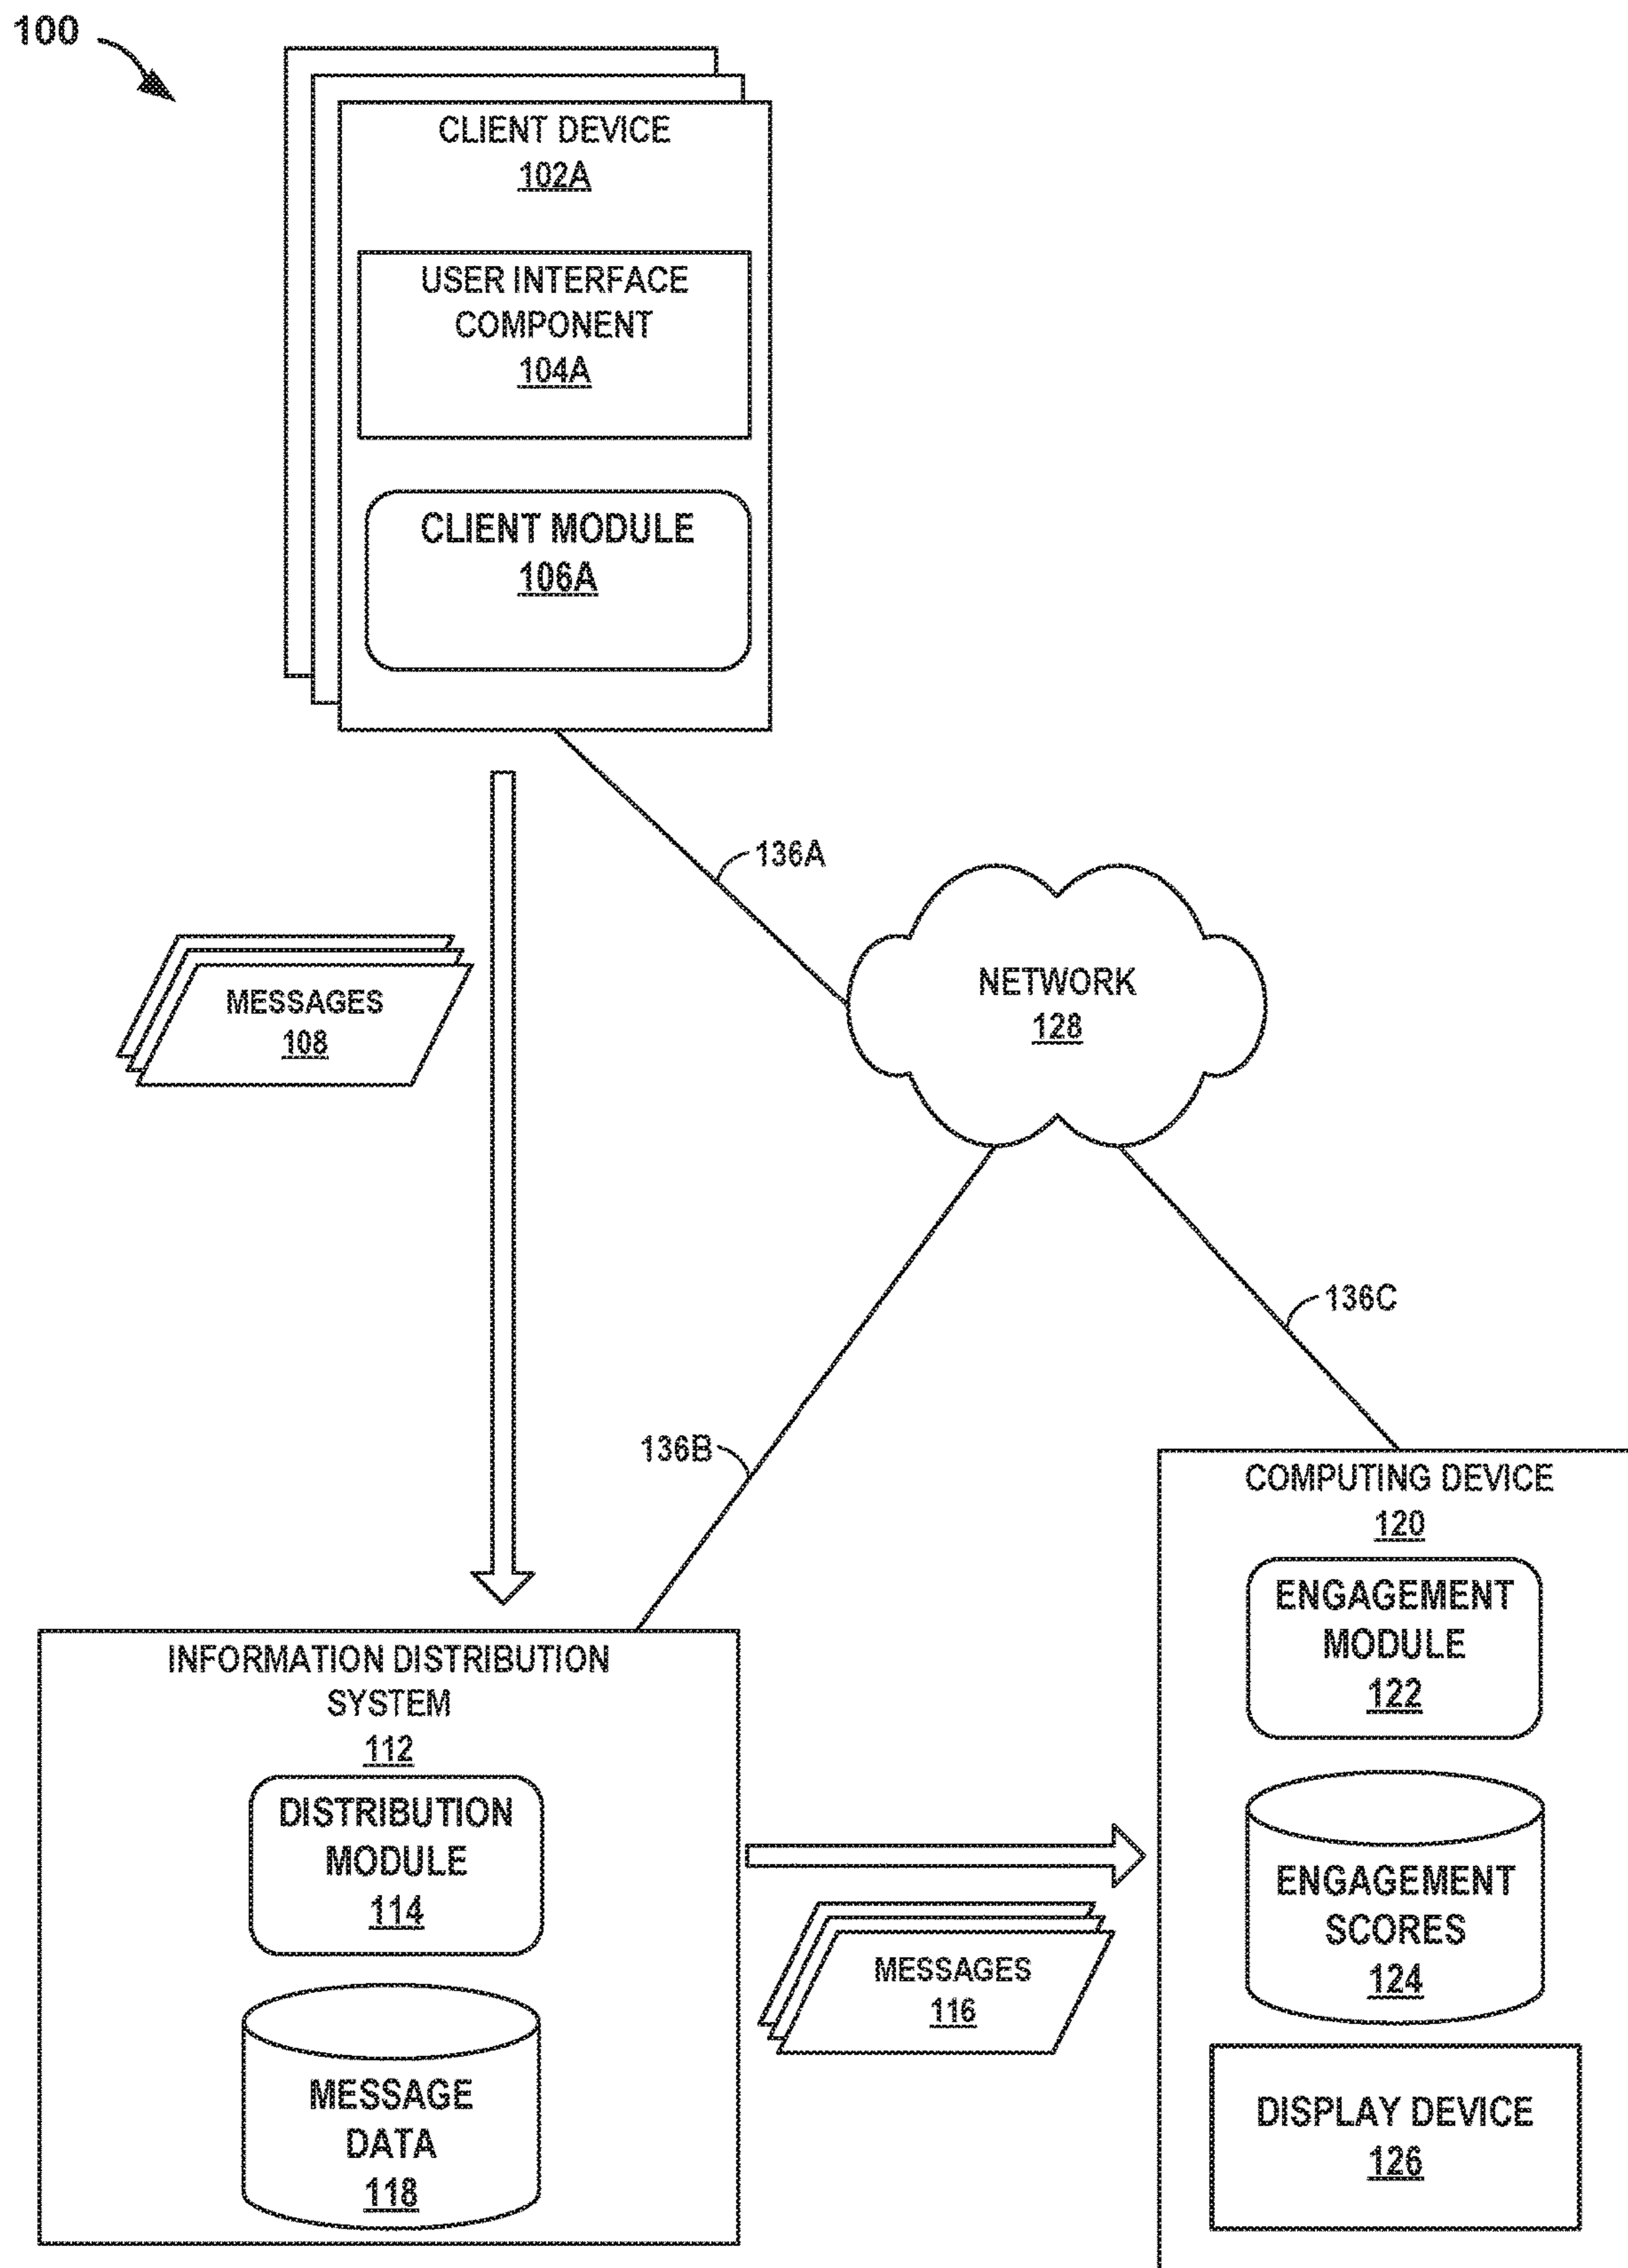 100
CLIENT DEVICE
102A
USER INTERFACE
COMPONENT
104A
CLIENT MODULE
106A
136A
MESSAGES
108
NETWORK
128
136C
136B
COMPUTING DEVICE
120
ENGAGEMENT
MODULE
122
INFORMATION DISTRIBUTION
SYSTEM
112
DISTRIBUTION
MODULE
114
ENGAGEMENT
SCORES
124
MESSAGES
116
MESSAGE
DATA
118
DISPLAY DEVICE
126